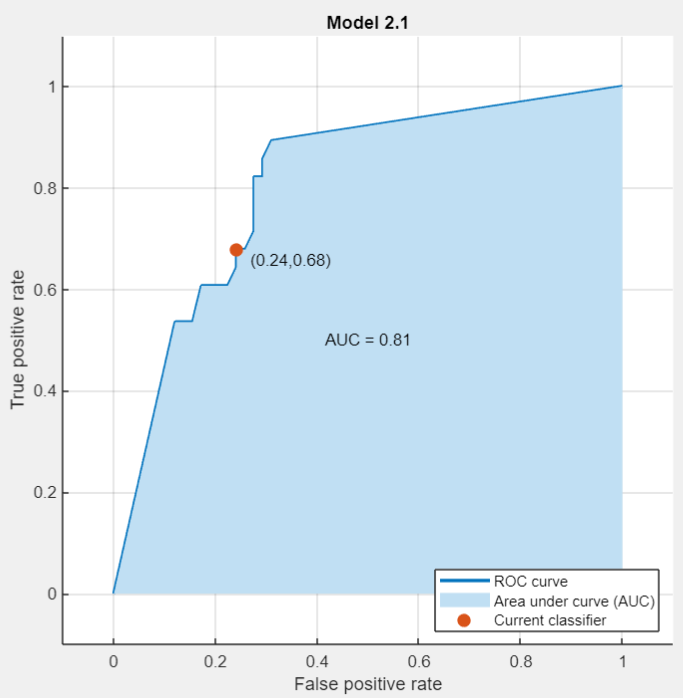 Model 2.1
1
0.8
0.6
0.4
0.2
0
True positive rate
(0.24,0.68)
AUC = 0.81
ROC curve
Area under curve (AUC)
Current classifier
0 0.2 0.4 0.6 0.8 1
False positive rate